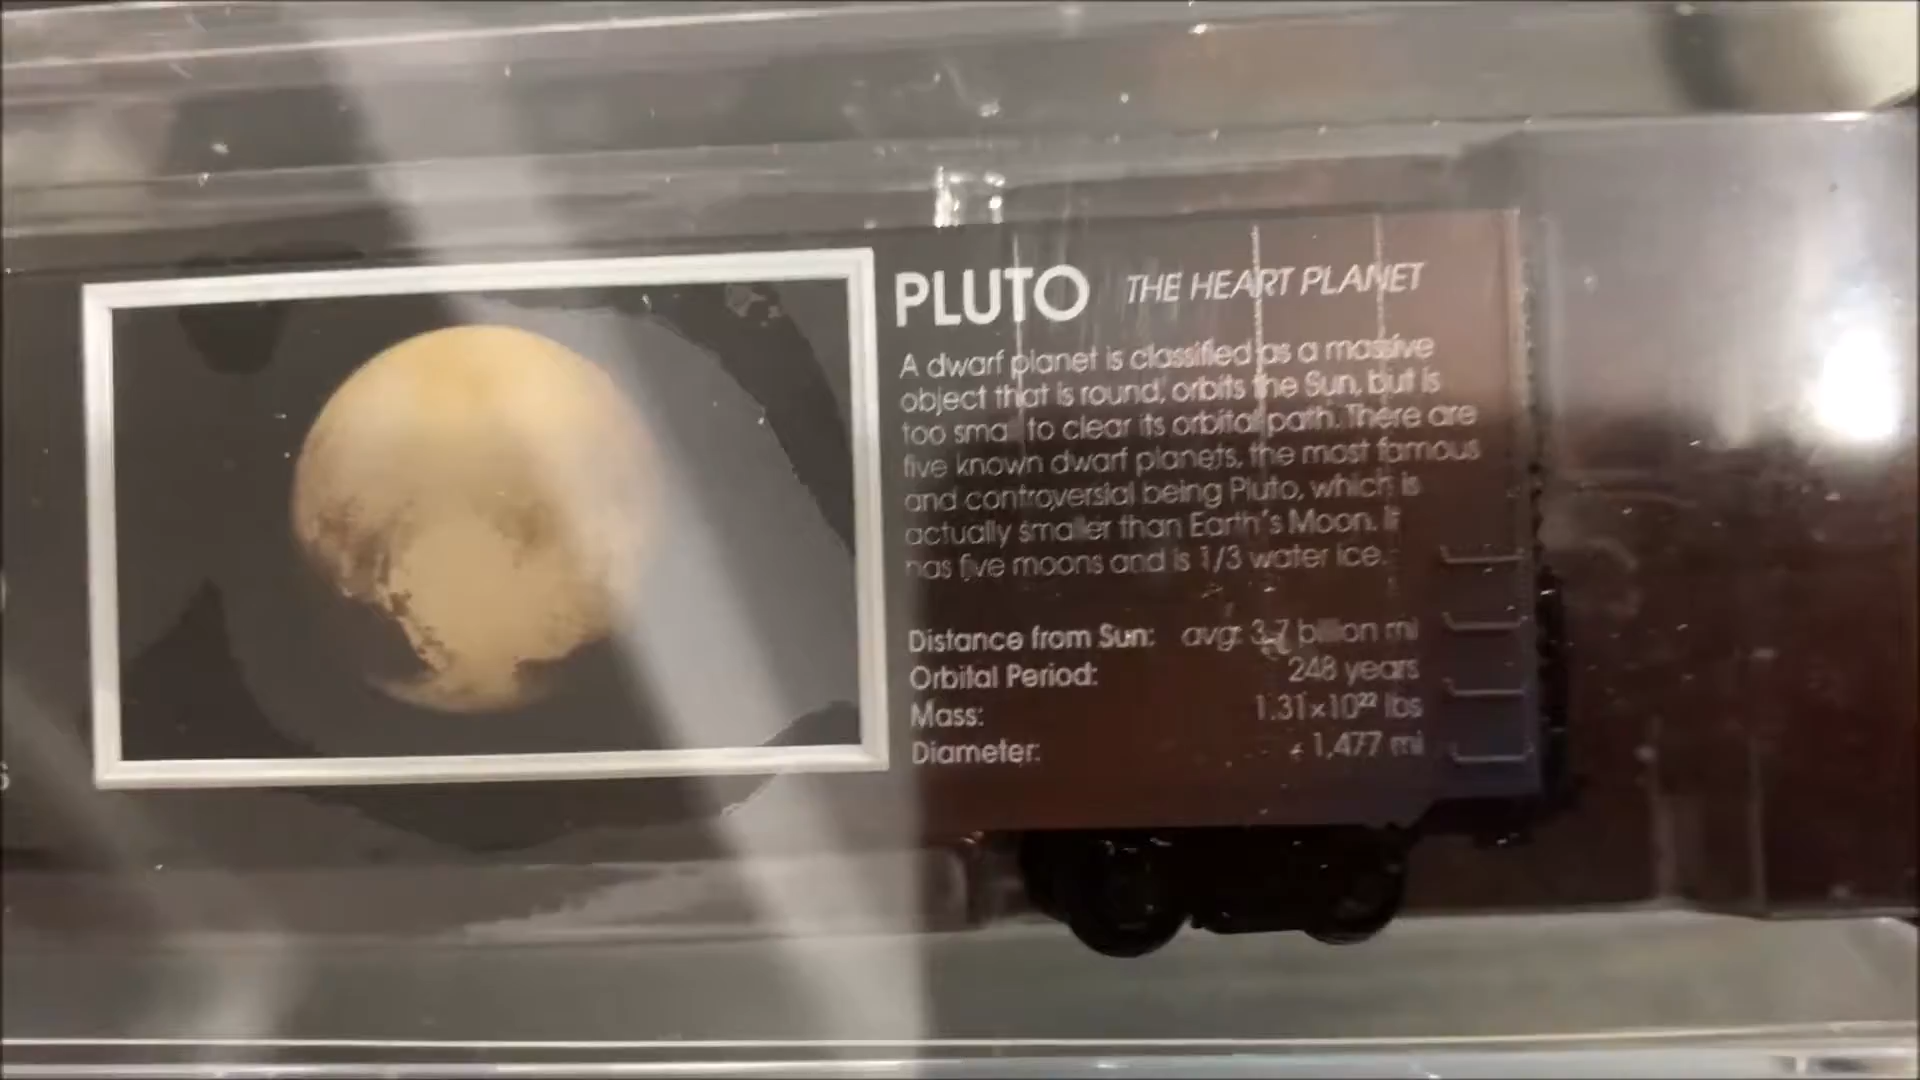 PLUTO THE HEART PLANET
A dwarf planet is classified as a massive
object that is round, orbits the Sun, but is
too small to clear its orbital path. There are
five known dwarf planets, the most famous
and controversial being Pluto, which is
actually smaller than Earth's Moon. It
has five moons and is 1/3 water ice.
Distance from Sun: avg: 3.7 billion mi
Orbital Period: 248 years
Mass: 1.31x10²² lbs
Diameter: 1,477 mi